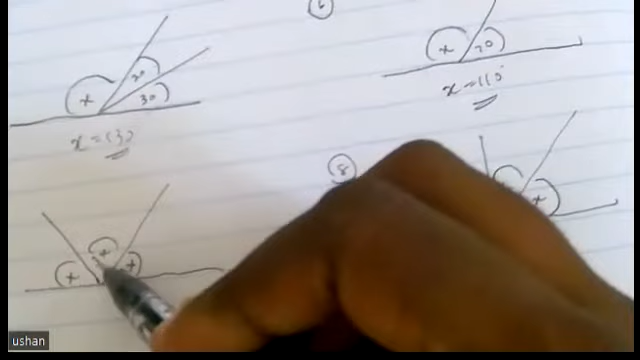 6
x
20
30
x = 130
x
70
x = 110°
8
x
x
x
x
ushan